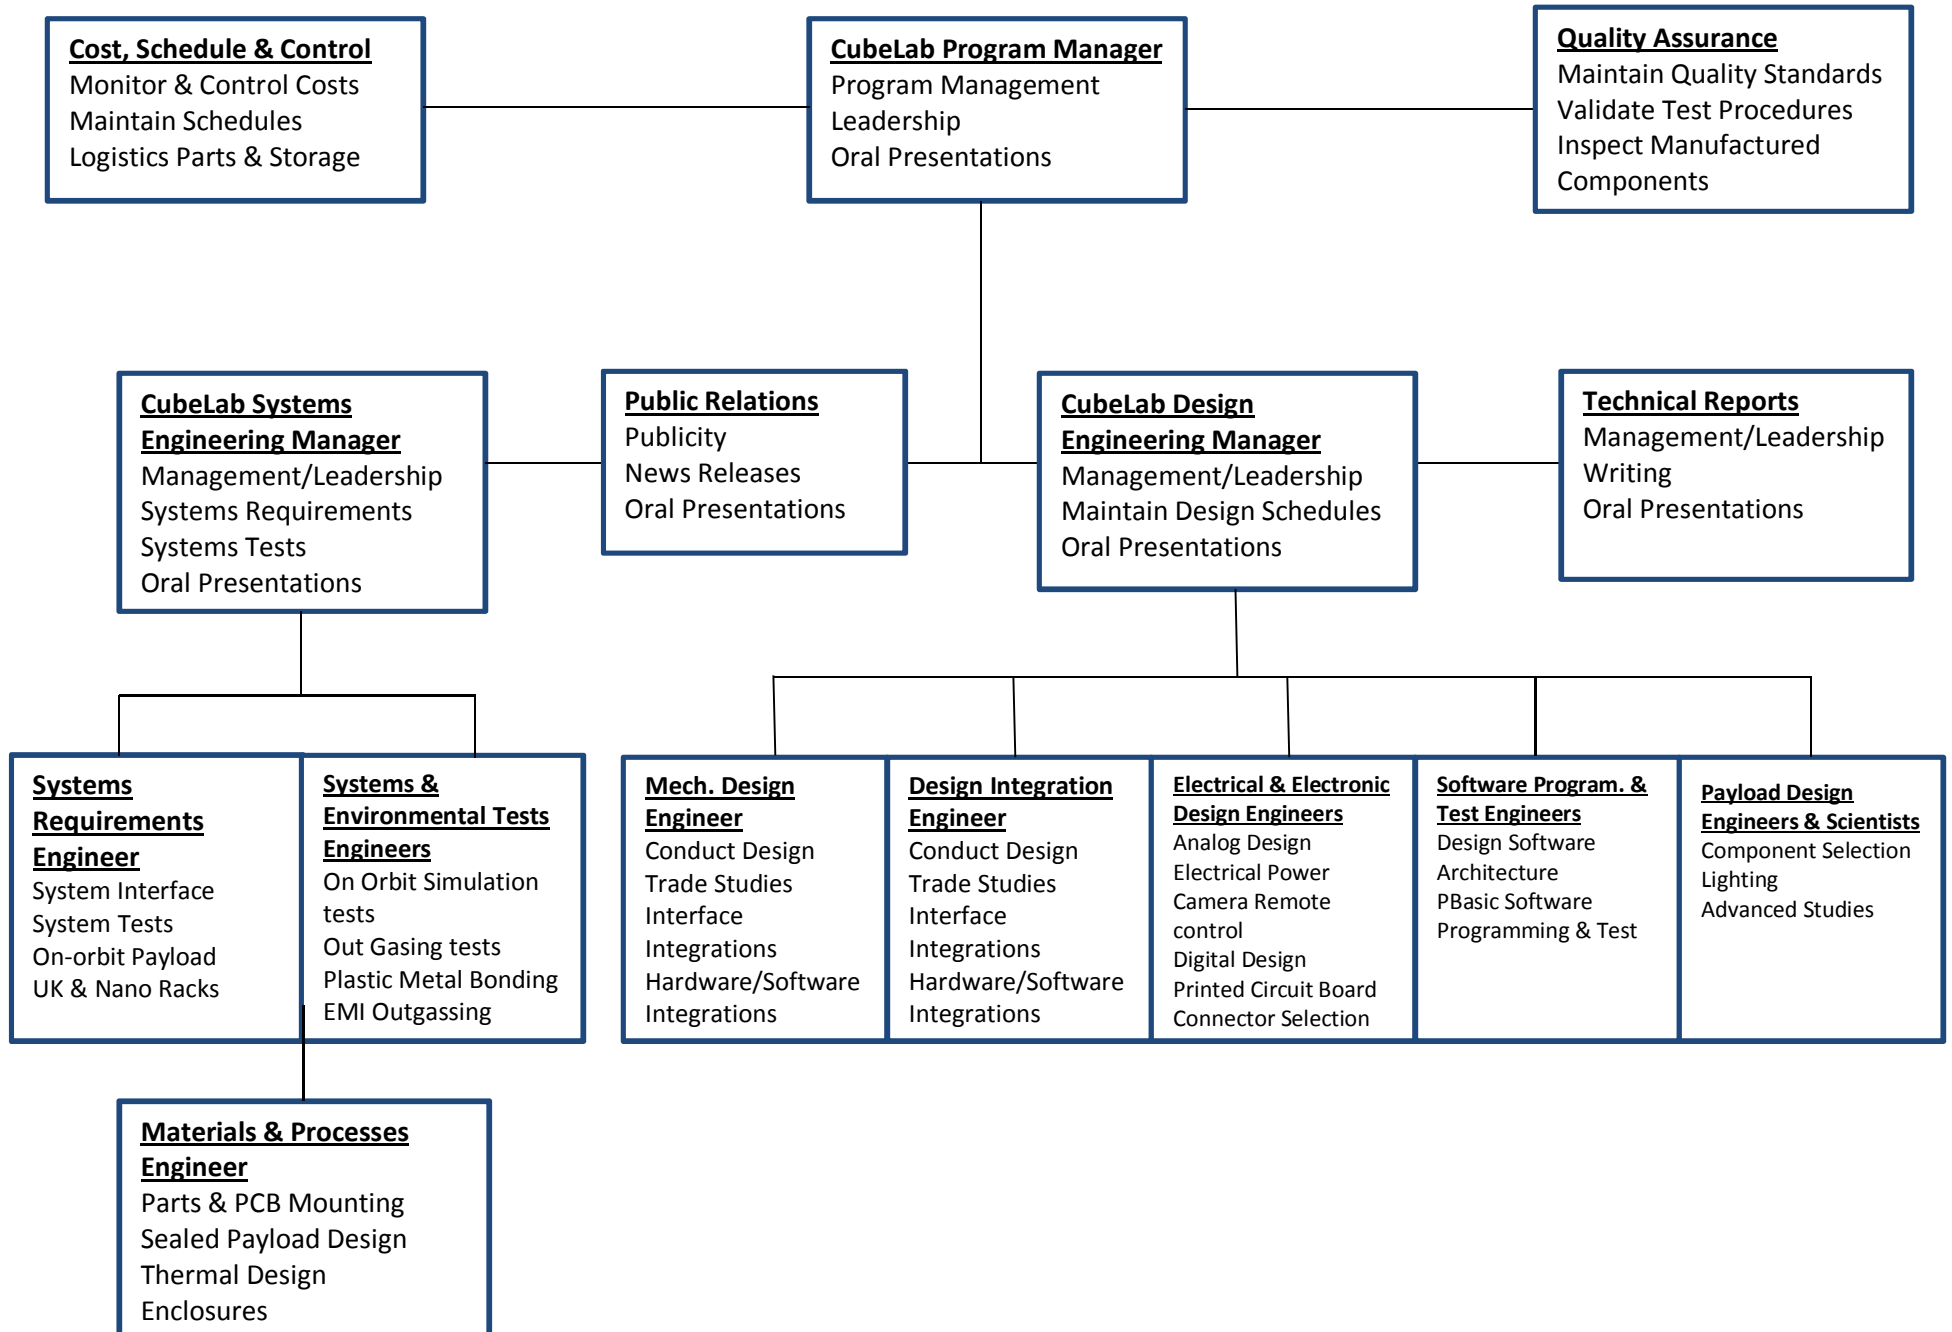 Cost, Schedule & Control
Monitor & Control Costs
Maintain Schedules
Logistics Parts & Storage
CubeLab Program Manager
Program Management
Leadership
Oral Presentations
Quality Assurance
Maintain Quality Standards
Validate Test Procedures
Inspect Manufactured
Components
CubeLab Systems
Engineering Manager
Management/Leadership
Systems Requirements
Systems Tests
Oral Presentations
Public Relations
Publicity
News Releases
Oral Presentations
CubeLab Design
Engineering Manager
Management/Leadership
Maintain Design Schedules
Oral Presentations
Technical Reports
Management/Leadership
Writing
Oral Presentations
Systems
Requirements
Engineer
System Interface
System Tests
On-orbit Payload
UK & Nano Racks
Systems &
Environmental Tests
Engineers
On Orbit Simulation
tests
Out Gasing tests
Plastic Metal Bonding
EMI Outgassing
Mech. Design
Engineer
Conduct Design
Trade Studies
Interface
Integrations
Hardware/Software
Integrations
Design Integration
Engineer
Conduct Design
Trade Studies
Interface
Integrations
Hardware/Software
Integrations
Electrical & Electronic
Design Engineers
Analog Design
Electrical Power
Camera Remote
control
Digital Design
Printed Circuit Board
Connector Selection
Software Program. &
Test Engineers
Design Software
Architecture
PBasic Software
Programming & Test
Payload Design
Engineers & Scientists
Component Selection
Lighting
Advanced Studies
Materials & Processes
Engineer
Parts & PCB Mounting
Sealed Payload Design
Thermal Design
Enclosures